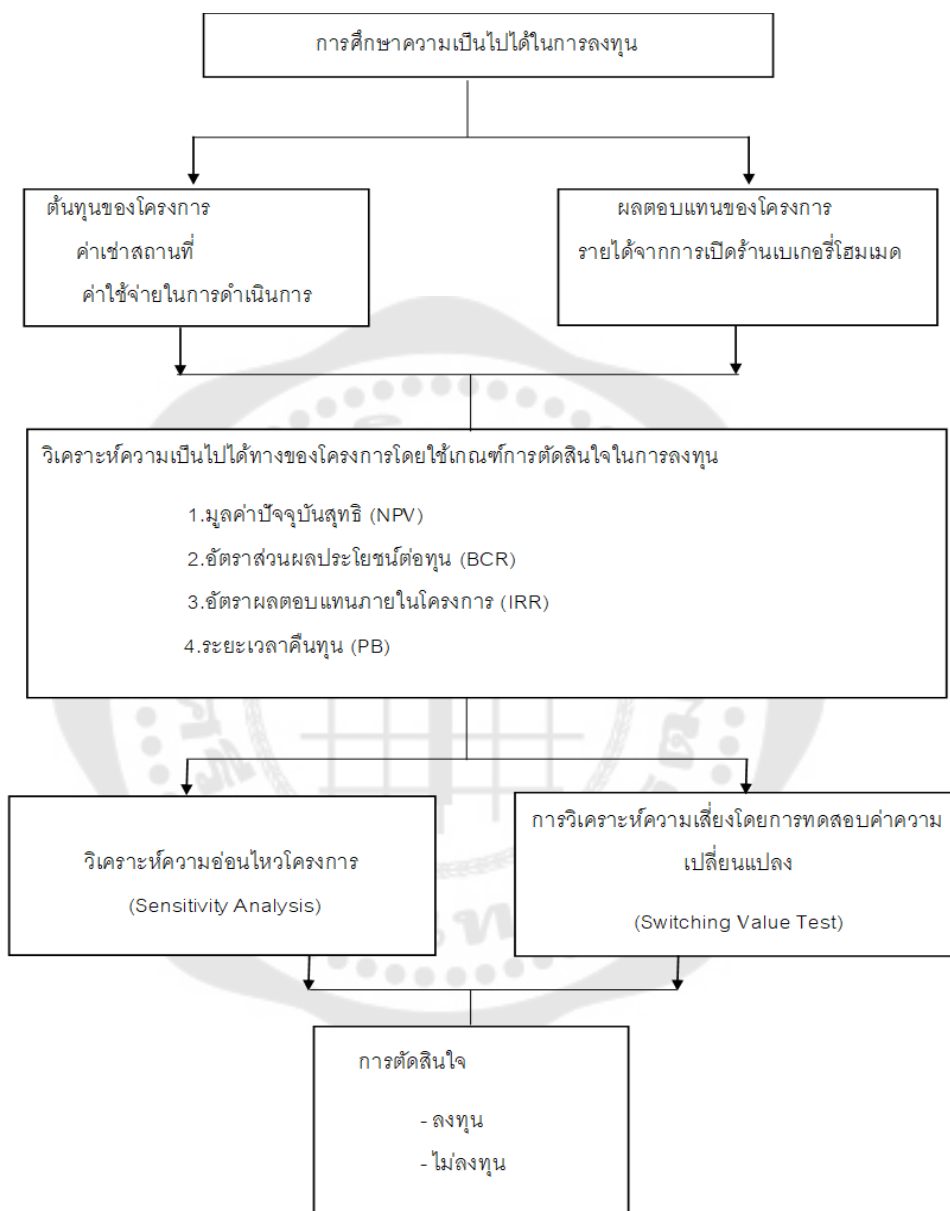 การศึกษาความเป็นไปได้ในการลงทุน
ต้นทุนของโครงการ
ค่าเช่าสถานที่
ค่าใช้จ่ายในการดำเนินการ
ผลตอบแทนของโครงการ
รายได้จากการเปิดร้านเบเกอรี่โฮมเมด
วิเคราะห์ความเป็นไปได้ทางของโครงการโดยใช้เกณฑ์การตัดสินใจในการลงทุน
1.มูลค่าปัจจุบันสุทธิ (NPV)
2.อัตราส่วนผลประโยชน์ต่อทุน (BCR)
3.อัตราผลตอบแทนภายในโครงการ (IRR)
4.ระยะเวลาคืนทุน (PB)
วิเคราะห์ความอ่อนไหวโครงการ
(Sensitivity Analysis)
การวิเคราะห์ความเสี่ยงโดยการทดสอบค่าความ
เปลี่ยนแปลง
(Switching Value Test)
การตัดสินใจ
- ลงทุน
- ไม่ลงทุน